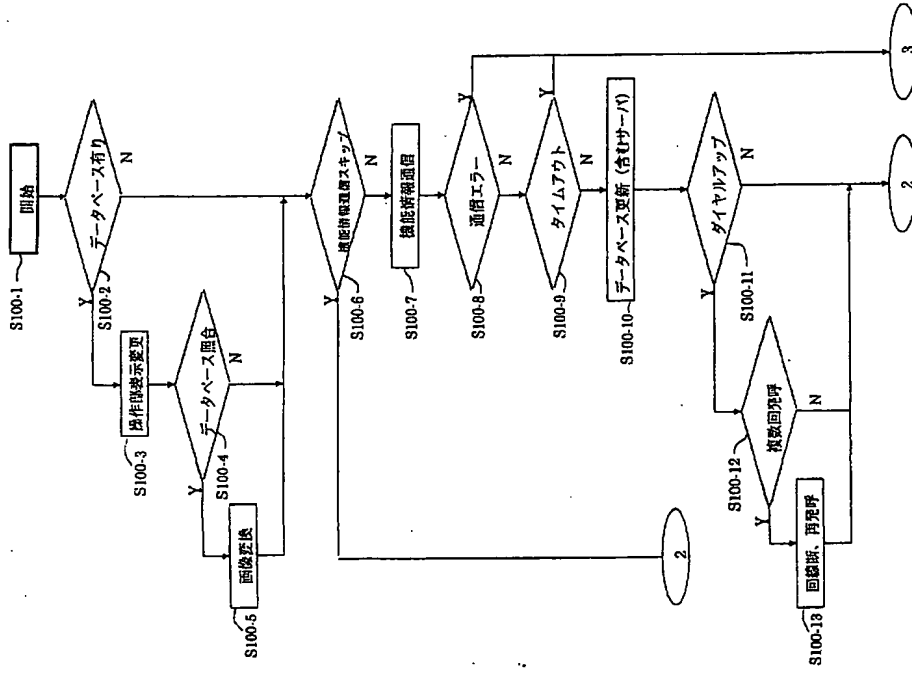 開始
S100-1
データベース有り
S100-2
Y
N
操作部表示変更
S100-3
データベース照合
S100-4
Y
N
画像変換
S100-5
機能情報通信スキップ
S100-6
Y
N
機能情報通信
S100-7
通信エラー
S100-8
Y
N
タイムアウト
S100-9
Y
N
データベース更新（含むサーバ）
S100-10
ダイヤルアップ
S100-11
Y
N
複数回発呼
S100-12
Y
N
回線断、再発呼
S100-13
2
2
3